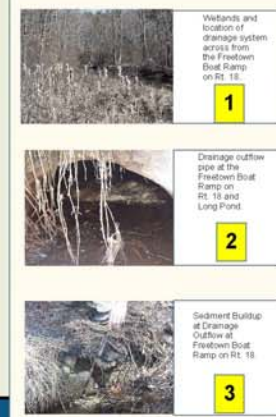 Wetlands and
location of
drainage system
across from
the Freetown
Boat Ramp
on Rt. 18.
1
Drainage outflow
pipe at the
Freetown Boat
Ramp on
Rt. 18 and
Long Pond.
2
Sediment Buildup
at Drainage
Outflow at
Freetown Boat
Ramp on Rt. 18.
3